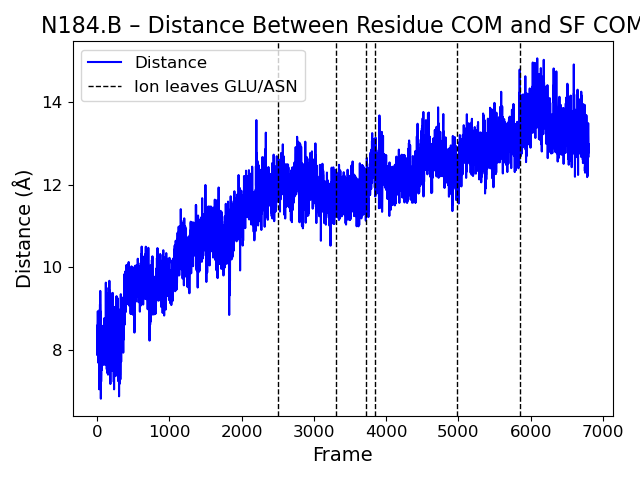 N184.B – Distance Between Residue COM and SF COM
Distance
Ion leaves GLU/ASN
Distance (Å)
14
12
10
8
0 1000 2000 3000 4000 5000 6000 7000
Frame